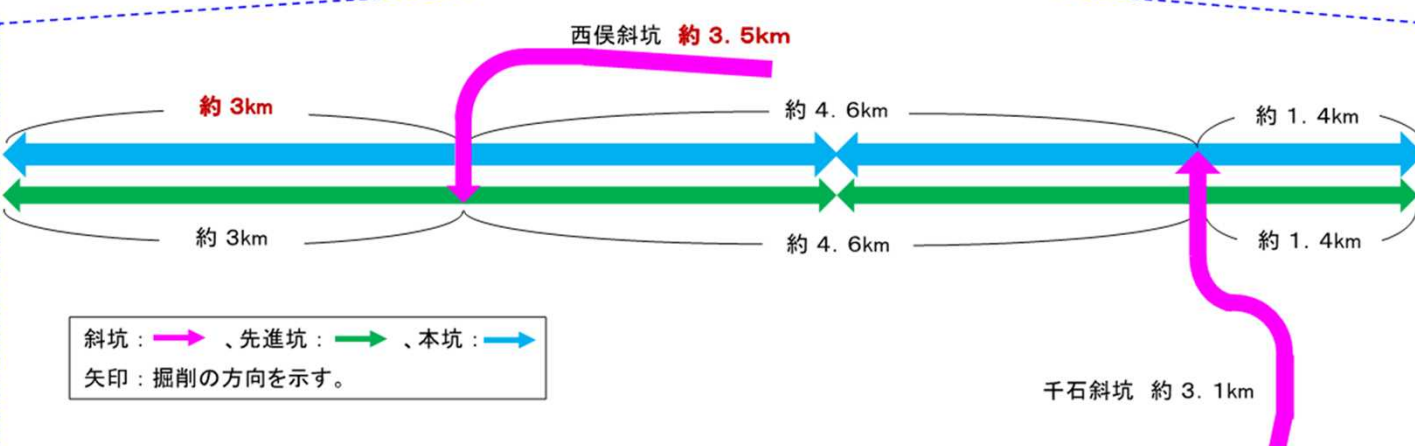 西俣斜坑 約３.５km
約 3km
約 4.6km
約 1.4km
約 3km
約 4.6km
約 1.4km
斜坑：、先進坑：、本坑：
矢印：掘削の方向を示す。
千石斜坑 約 3.1km